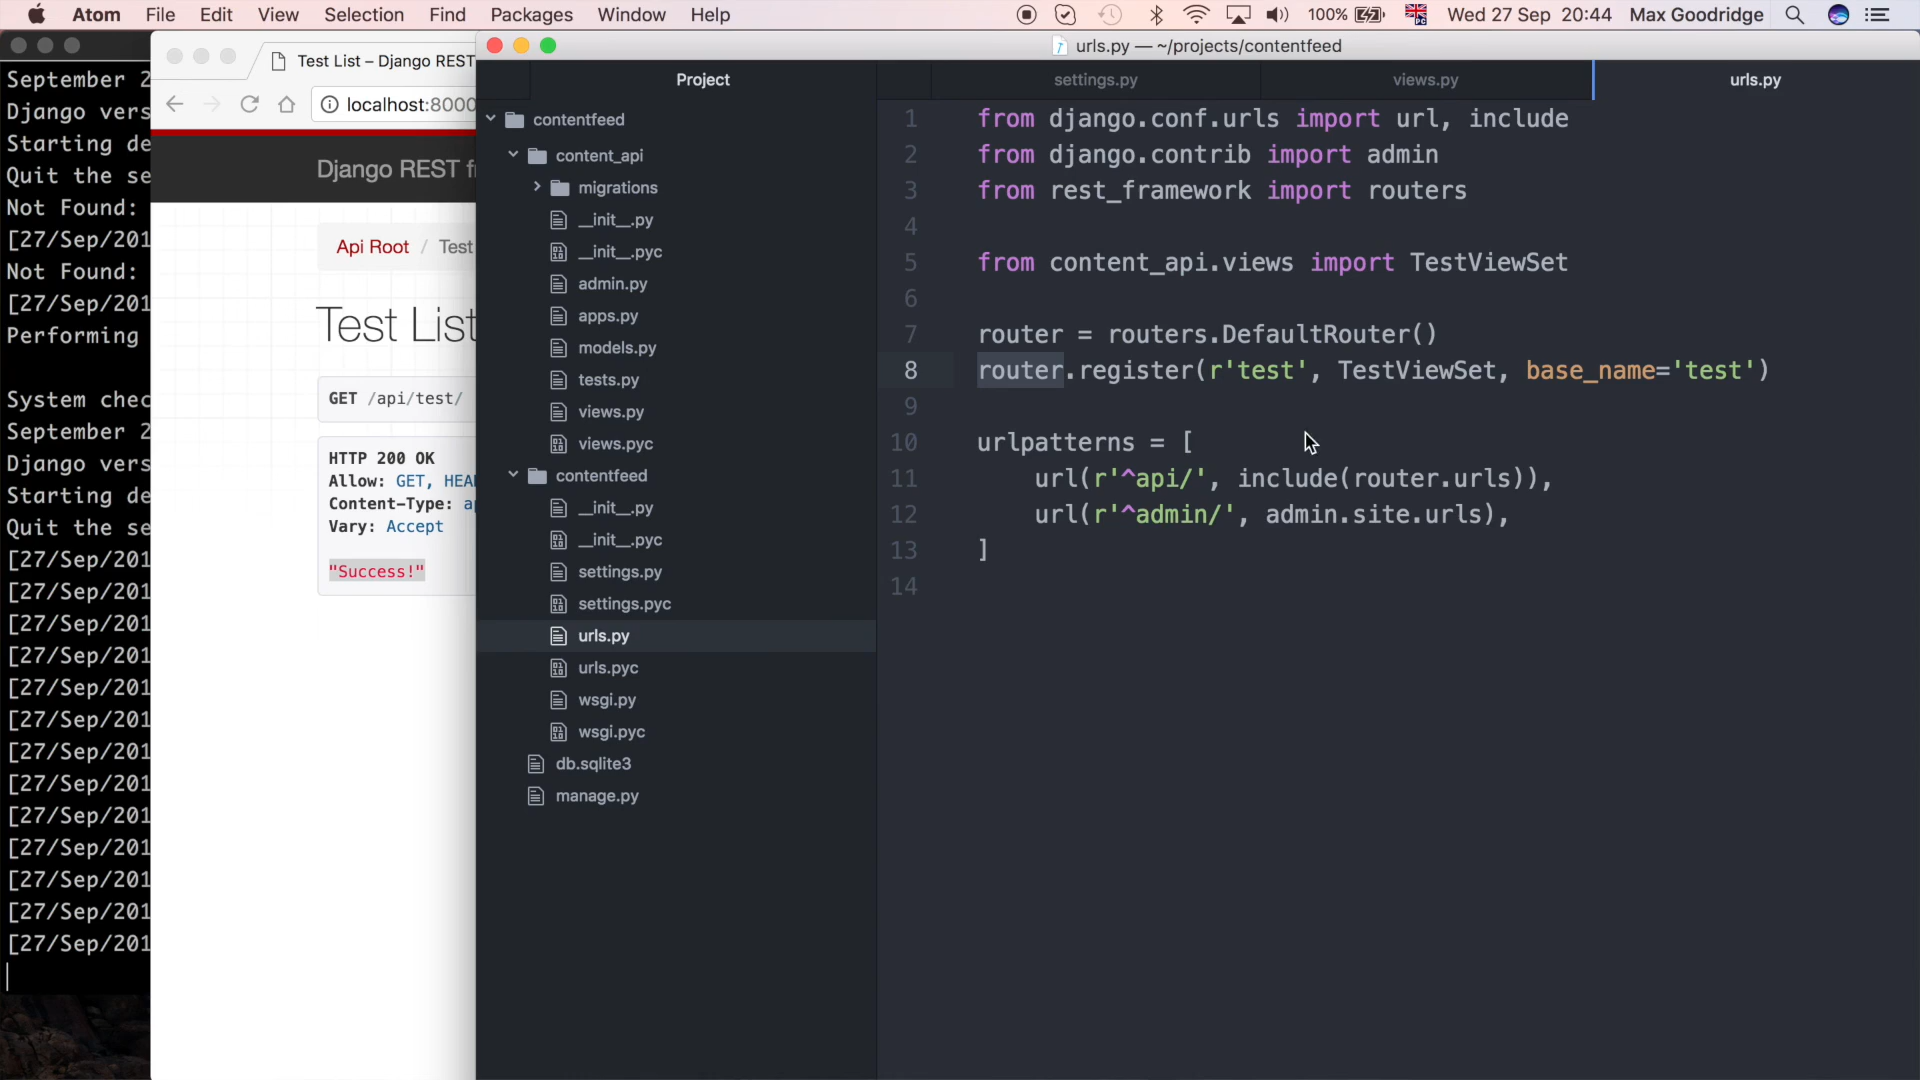 Atom File Edit View Selection Find Packages Window Help 100% Wed 27 Sep 20:44 Max Goodridge
September 2
Django vers
Starting de
Quit the se
Not Found:
[27/Sep/201
Not Found:
[27/Sep/201
Performing
System chec
September 2
Django vers
Starting de
Quit the se
[27/Sep/201
[27/Sep/201
[27/Sep/201
[27/Sep/201
[27/Sep/201
[27/Sep/201
[27/Sep/201
[27/Sep/201
[27/Sep/201
[27/Sep/201
[27/Sep/201
[27/Sep/201
[27/Sep/201
Test List – Django REST
localhost:8000
Django REST f
Api Root / Test
Test List
GET /api/test/
HTTP 200 OK
Allow: GET, HEA
Content-Type: a
Vary: Accept
"Success!"
urls.py — ~/projects/contentfeed
Project
contentfeed
content_api
migrations
__init__.py
__init__.pyc
admin.py
apps.py
models.py
tests.py
views.py
views.pyc
contentfeed
__init__.py
__init__.pyc
settings.py
settings.pyc
urls.py
urls.pyc
wsgi.py
wsgi.pyc
db.sqlite3
manage.py
settings.py views.py urls.py
1 from django.conf.urls import url, include
2 from django.contrib import admin
3 from rest_framework import routers
4
5 from content_api.views import TestViewSet
6
7 router = routers.DefaultRouter()
8 router.register(r'test', TestViewSet, base_name='test')
9
10 urlpatterns = [
11 url(r'^api/', include(router.urls)),
12 url(r'^admin/', admin.site.urls),
13 ]
14